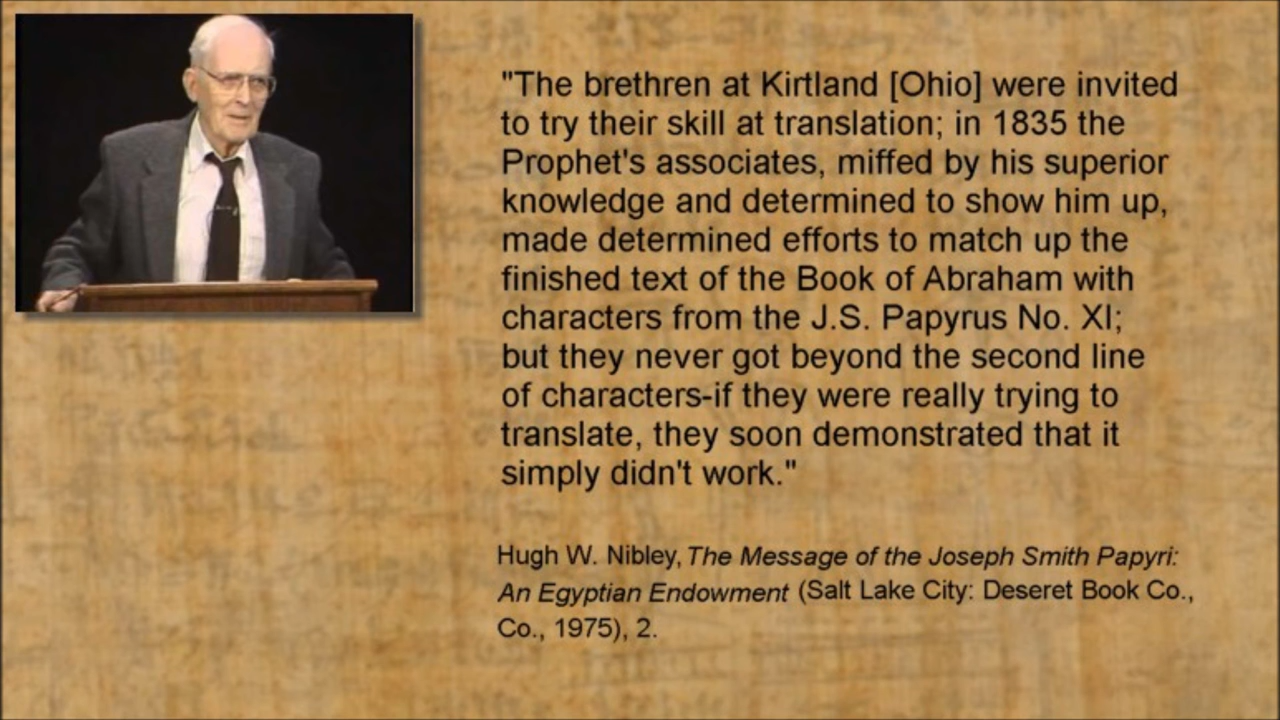 "The brethren at Kirtland [Ohio] were invited
to try their skill at translation; in 1835 the
Prophet's associates, miffed by his superior
knowledge and determined to show him up,
made determined efforts to match up the
finished text of the Book of Abraham with
characters from the J.S. Papyrus No. XI;
but they never got beyond the second line
of characters-if they were really trying to
translate, they soon demonstrated that it
simply didn't work."
Hugh W. Nibley, The Message of the Joseph Smith Papyri:
An Egyptian Endowment (Salt Lake City: Deseret Book Co.,
Co., 1975), 2.